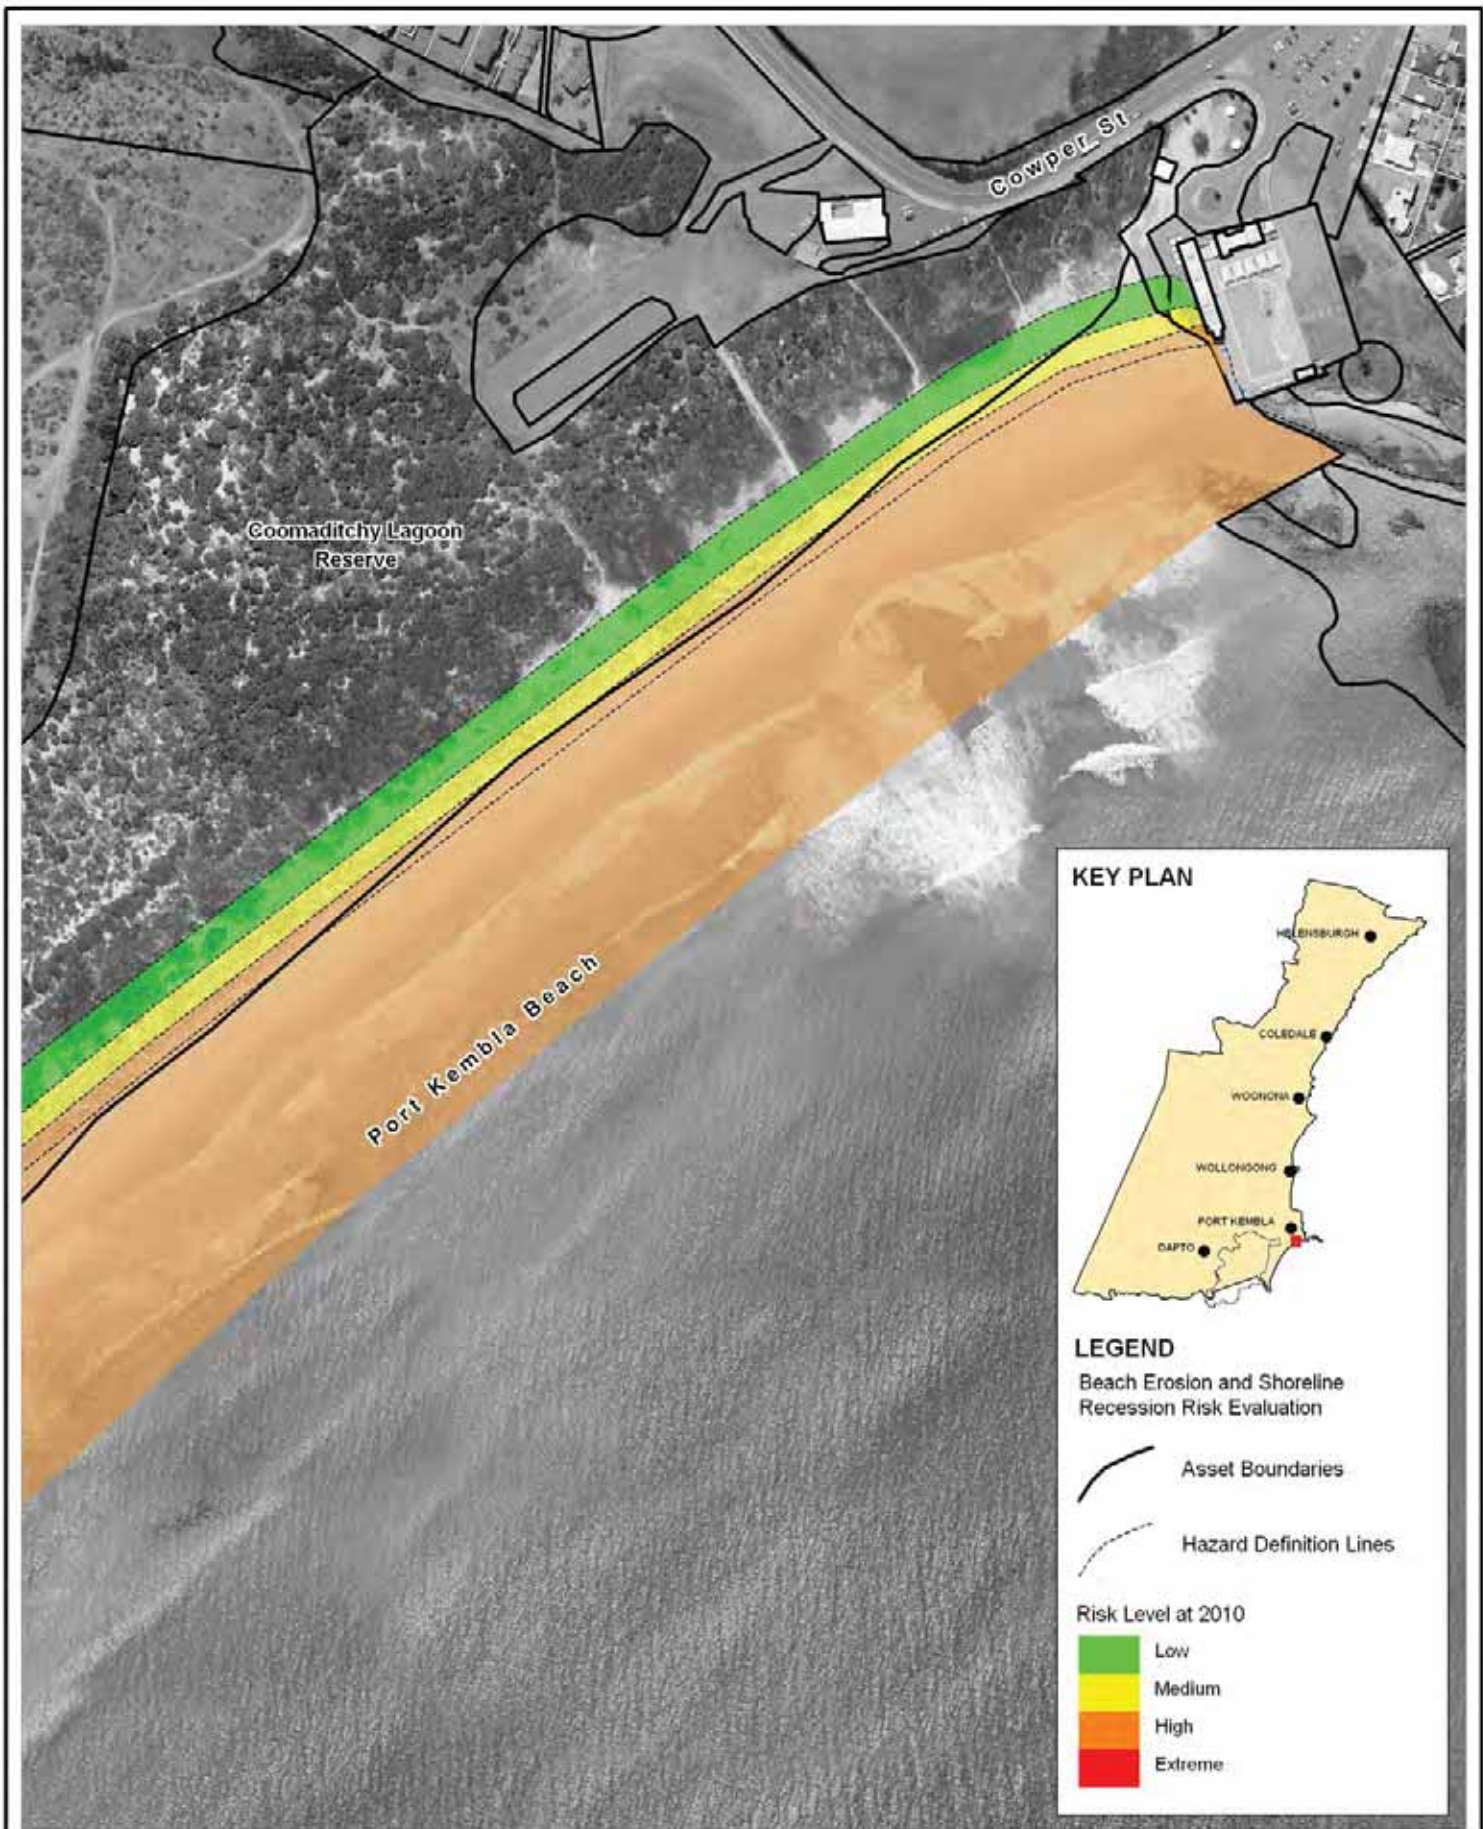 Cowper St
Coomaditchy Lagoon
Reserve
Port Kembla Beach
KEY PLAN
HELENSBURGH
COLEDALE
WOONONA
WOLLONGONG
PORT KEMBLA
DAPTO
LEGEND
Beach Erosion and Shoreline
Recession Risk Evaluation
Asset Boundaries
Hazard Definition Lines
Risk Level at 2010
Low
Medium
High
Extreme